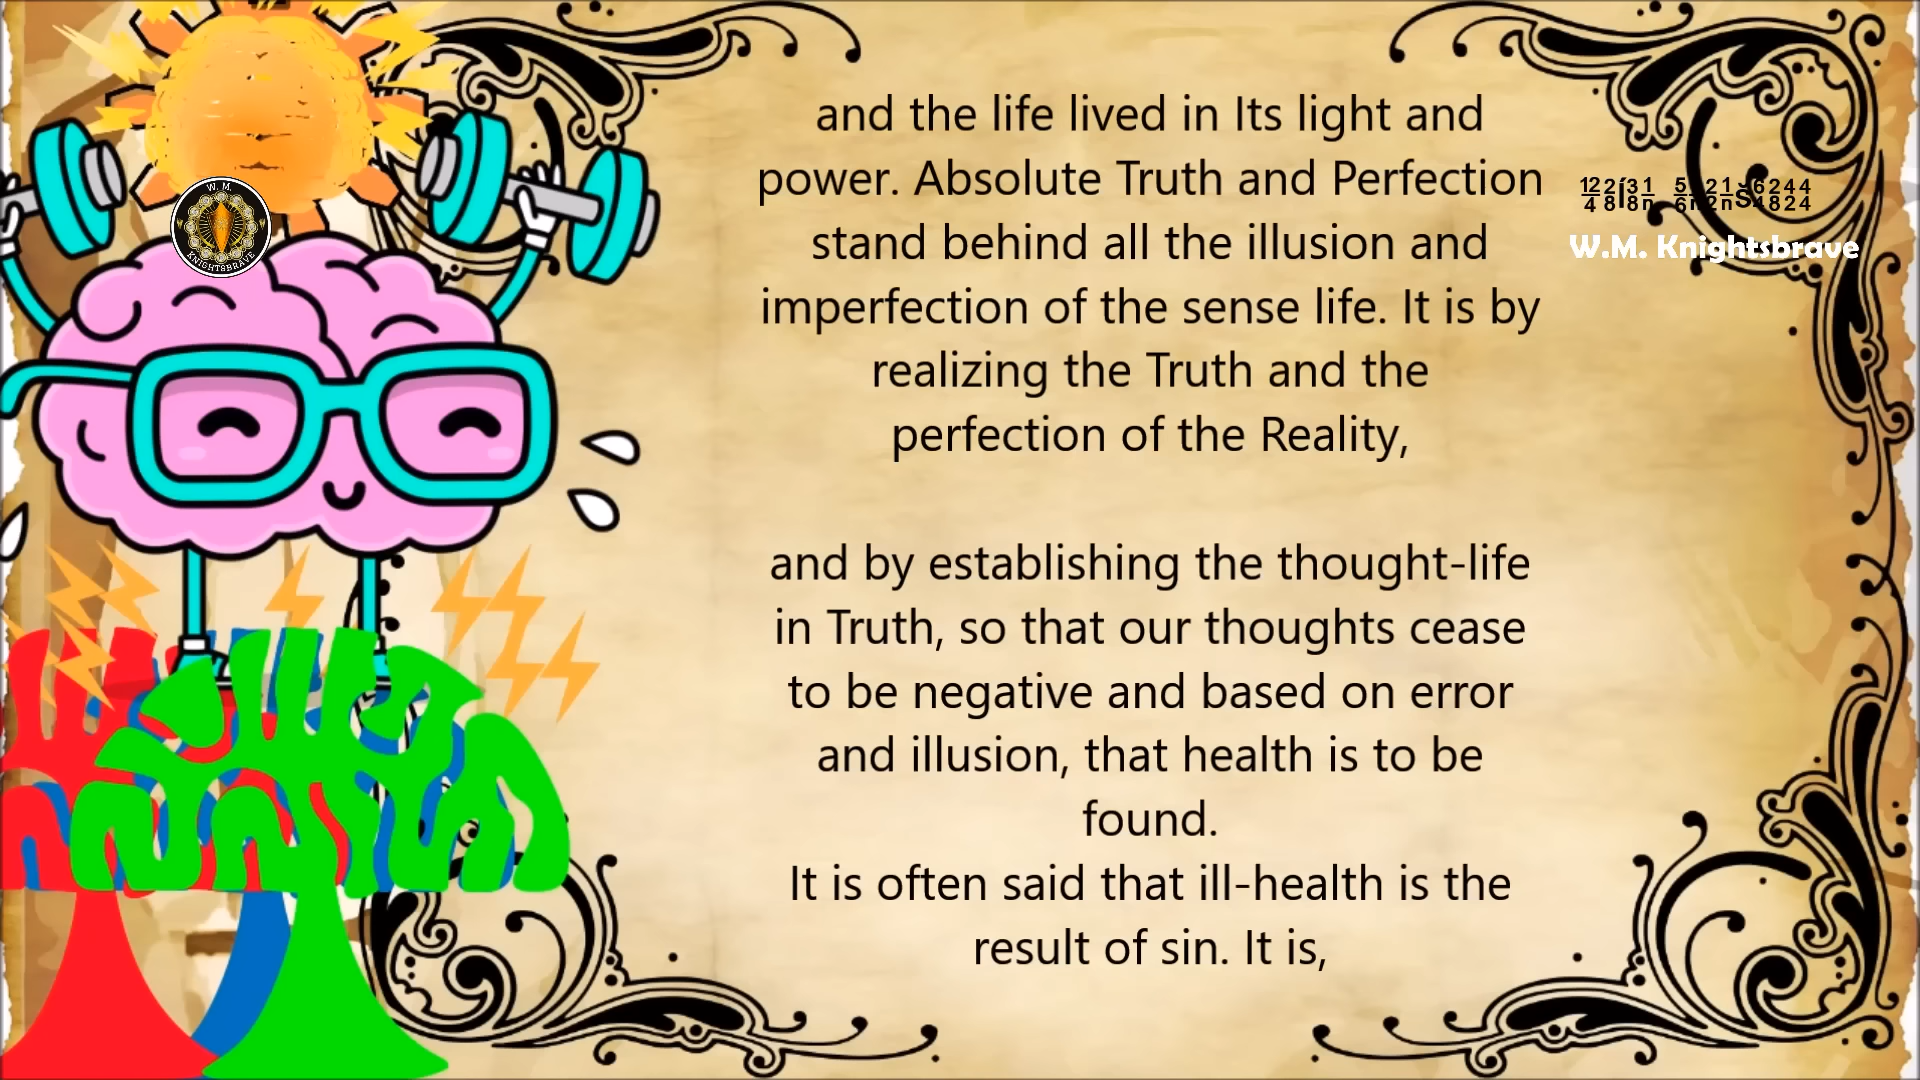 and the life lived in Its light and
power. Absolute Truth and Perfection
stand behind all the illusion and
imperfection of the sense life. It is by
realizing the Truth and the
perfection of the Reality,
and by establishing the thought-life
in Truth, so that our thoughts cease
to be negative and based on error
and illusion, that health is to be
found.
It is often said that ill-health is the
result of sin. It is,
W.M. Knightsbrave
W. M.
KNIGHTSBRAVE